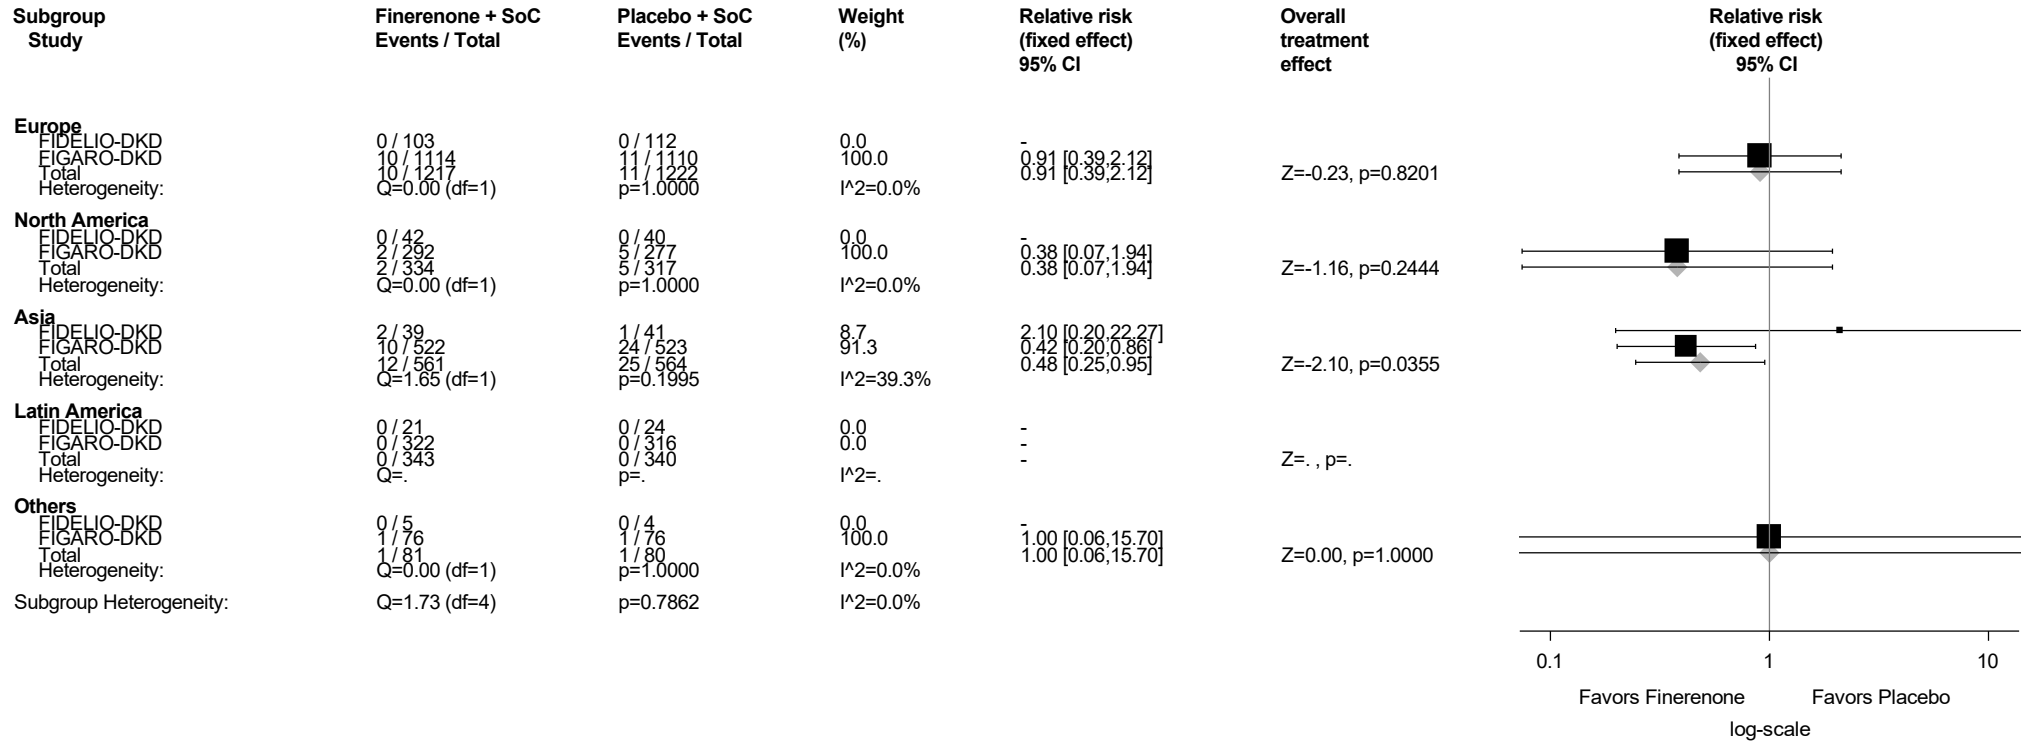 Subgroup Finerenone + SoC Placebo + SoC Weight Relative risk Overall Relative risk
Study Events / Total Events / Total (%) (fixed effect) treatment (fixed effect)
95% CI effect 95% CI
Europe
FIDELIO-DKD 0 / 103 0 / 112 0.0 -
FIGARO-DKD 10 / 1114 11 / 1110 100.0 0.91 [0.39,2.12]
Total 10 / 1217 11 / 1222 0.91 [0.39,2.12] Z=-0.23, p=0.8201
Heterogeneity: Q=0.00 (df=1) p=1.0000 I^2=0.0%
North America
FIDELIO-DKD 0 / 42 0 / 40 0.0 -
FIGARO-DKD 2 / 292 5 / 277 100.0 0.38 [0.07,1.94]
Total 2 / 334 5 / 317 0.38 [0.07,1.94] Z=-1.16, p=0.2444
Heterogeneity: Q=0.00 (df=1) p=1.0000 I^2=0.0%
Asia
FIDELIO-DKD 2 / 39 1 / 41 8.7 2.10 [0.20,22.27]
FIGARO-DKD 10 / 522 24 / 523 91.3 0.42 [0.20,0.86]
Total 12 / 561 25 / 564 0.48 [0.25,0.95] Z=-2.10, p=0.0355
Heterogeneity: Q=1.65 (df=1) p=0.1995 I^2=39.3%
Latin America
FIDELIO-DKD 0 / 21 0 / 24 0.0 -
FIGARO-DKD 0 / 322 0 / 316 0.0 -
Total 0 / 343 0 / 340 - Z=. , p=.
Heterogeneity: Q=. p=. I^2=.
Others
FIDELIO-DKD 0 / 5 0 / 4 0.0 -
FIGARO-DKD 1 / 76 1 / 76 100.0 1.00 [0.06,15.70]
Total 1 / 81 1 / 80 1.00 [0.06,15.70] Z=0.00, p=1.0000
Heterogeneity: Q=0.00 (df=1) p=1.0000 I^2=0.0%
Subgroup Heterogeneity: Q=1.73 (df=4) p=0.7862 I^2=0.0%
0.1 1 10
Favors Finerenone Favors Placebo
log-scale